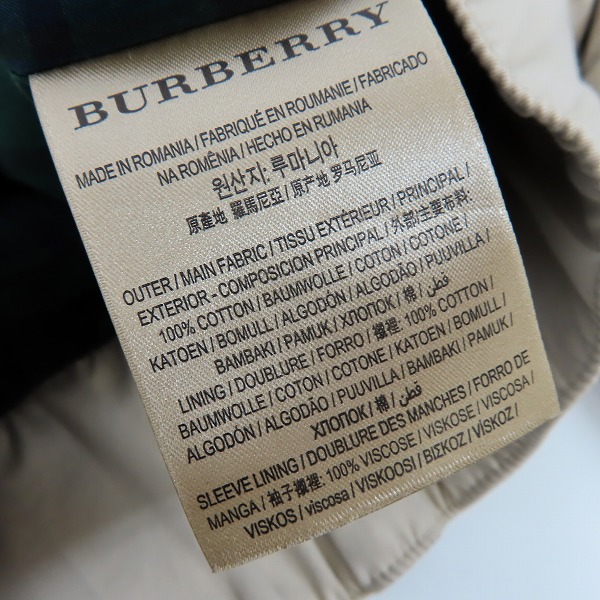 BURBERRY
MADE IN ROMANIA / FABRIQUÉ EN ROUMANIE / FABRICADO
NA ROMÊNIA / HECHO EN RUMANIA
원산지: 루마니아
原產地 羅馬尼亞 / 原产地 罗马尼亚
OUTER / MAIN FABRIC / TISSU EXTÉRIEUR / PRINCIPAL /
EXTERIOR - COMPOSICION PRINCIPAL / 外部/主要布料:
100% COTTON / BAUMWOLLE / COTON / COTONE /
KATOEN / BOMULL / ALGODÓN / ALGODÃO / PUUVILLA /
BAMBAKI / PAMUK / ХЛОПОК / 棉 / قطن
LINING / DOUBLURE / FORRO / 襯裡: 100% COTTON /
BAUMWOLLE / COTON / COTONE / KATOEN / BOMULL /
ALGODÓN / ALGODÃO / PUUVILLA / BAMBAKI / PAMUK /
ХЛОПОК / 棉 / قطن
SLEEVE LINING / DOUBLURE DES MANCHES / FORRO DE
MANGA / 袖子襯裡: 100% VISCOSE / VISKOSE / VISCOSA /
VISKOS / viscosa / VISKOOSI / ΒΙΣΚΟΖ / VİSKOZ /